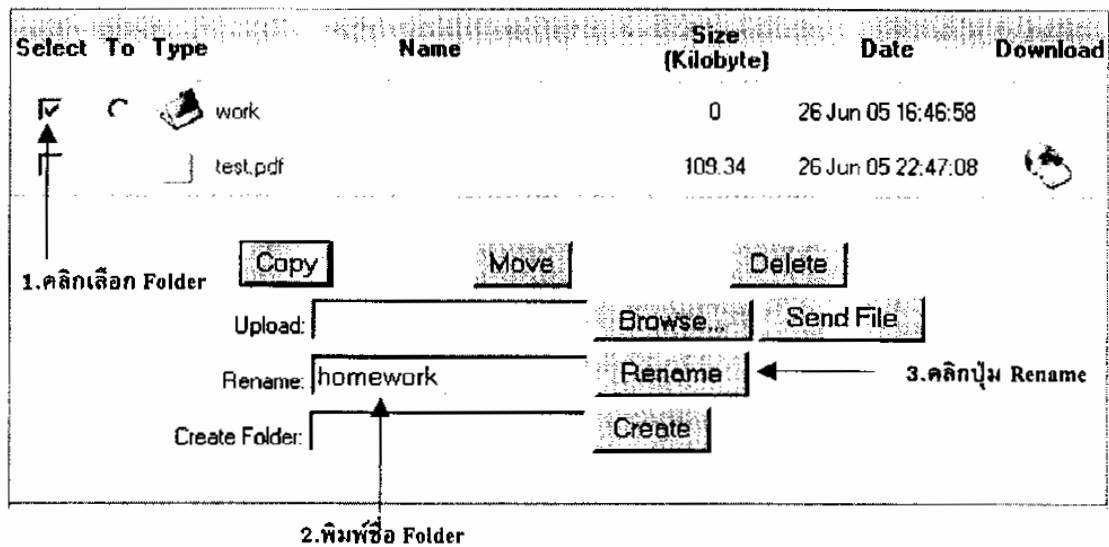 Select To Type Name Size (Kilobyte) Date Download
work 0 26 Jun 05 16:46:58
test.pdf 109.34 26 Jun 05 22:47:08
Copy Move Delete
1.คลิกเลือก Folder
Upload: Browse... Send File
Rename: homework Rename 3.คลิกปุ่ม Rename
Create Folder: Create
2.พิมพ์ชื่อ Folder